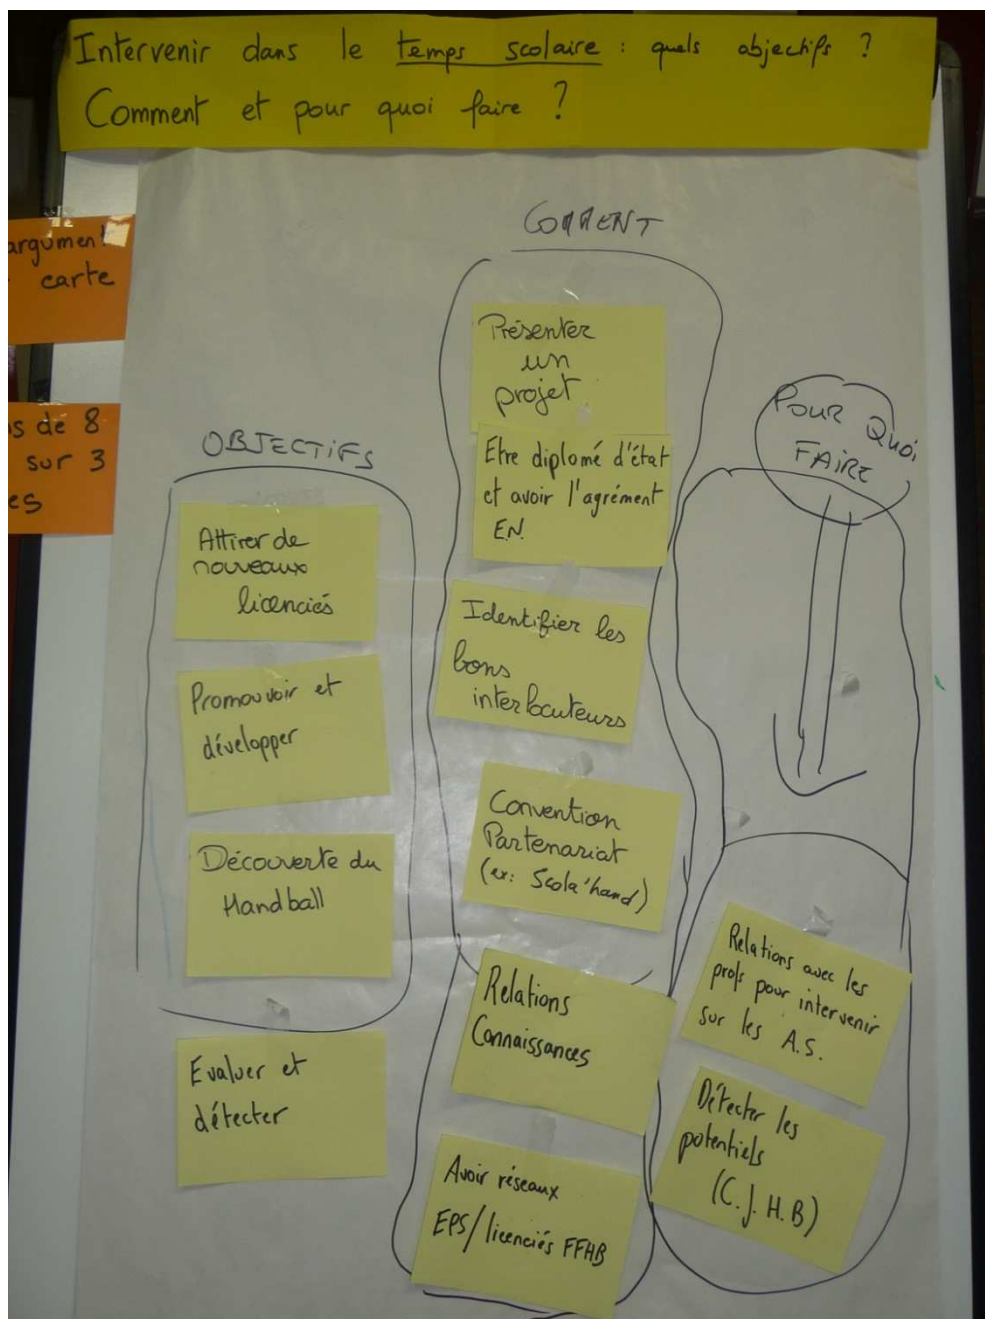 Intervenir dans le temps scolaire : quels objectifs ?
Comment et pour quoi faire ?
argument
carte
s de 8
sur 3
es
OBJECTIFS
Attirer de
nouveaux
licenciés
Promouvoir et
développer
Découverte du
Handball
Evaluer et
détecter
COMMENT
Présenter
un
projet
Etre diplomé d'état
et avoir l'agrément
E.N.
Identifier les
bons
interlocuteurs
Convention
Partenariat
(ex: Scola'hand)
Relations
Connaissances
Avoir réseaux
EPS/licenciés FFHB
POUR QUOI
FAIRE
Relations avec les
profs pour intervenir
sur les A.S.
Détecter les
potentiels
(C.J.H.B)